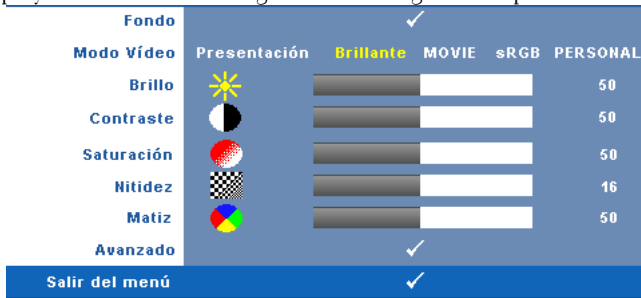 Fondo
Modo Vídeo Presentación Brillante MOVIE sRGB PERSONAL
Brillo 50
Contraste 50
Saturación 50
Nitidez 16
Matiz 50
Avanzado
Salir del menú